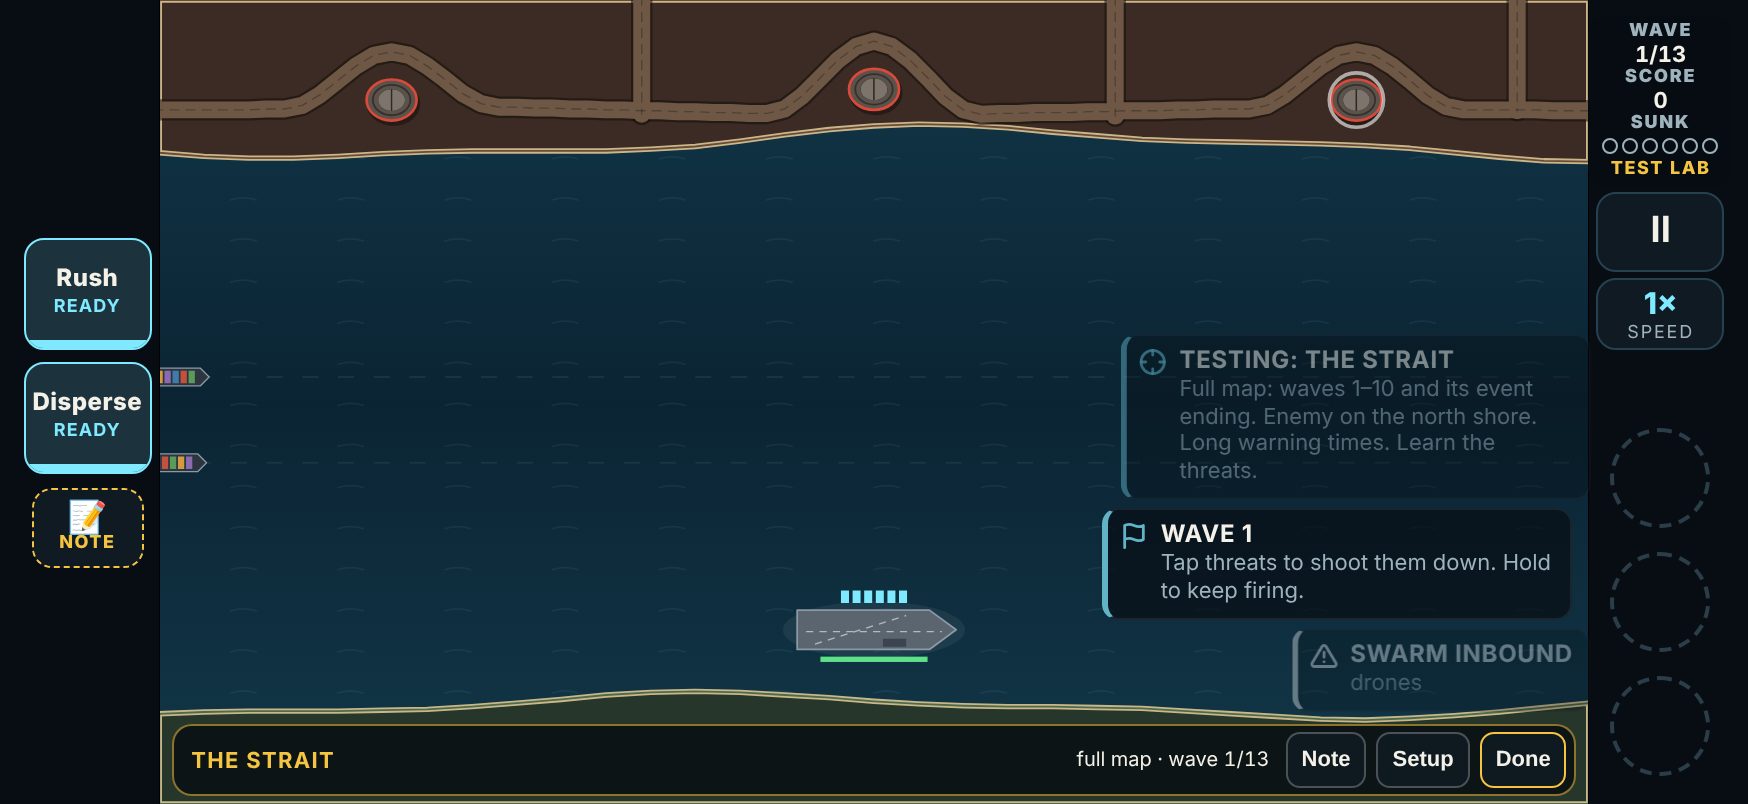 WAVE
1/13
SCORE
0
SUNK
TEST LAB
Rush
READY
1×
SPEED
Disperse
READY
NOTE
TESTING: THE STRAIT
Full map: waves 1–10 and its event
ending. Enemy on the north shore.
Long warning times. Learn the
threats.
WAVE 1
Tap threats to shoot them down. Hold
to keep firing.
SWARM INBOUND
drones
THE STRAIT
full map · wave 1/13
Note
Setup
Done